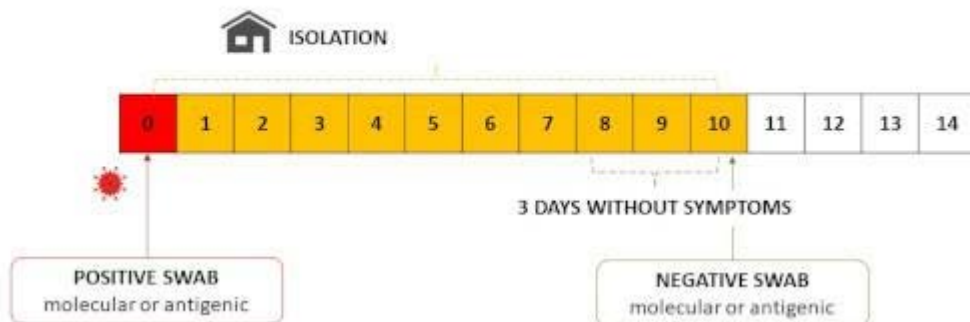 ISOLATION
0 1 2 3 4 5 6 7 8 9 10 11 12 13 14
3 DAYS WITHOUT SYMPTOMS
POSITIVE SWAB
molecular or antigenic
NEGATIVE SWAB
molecular or antigenic